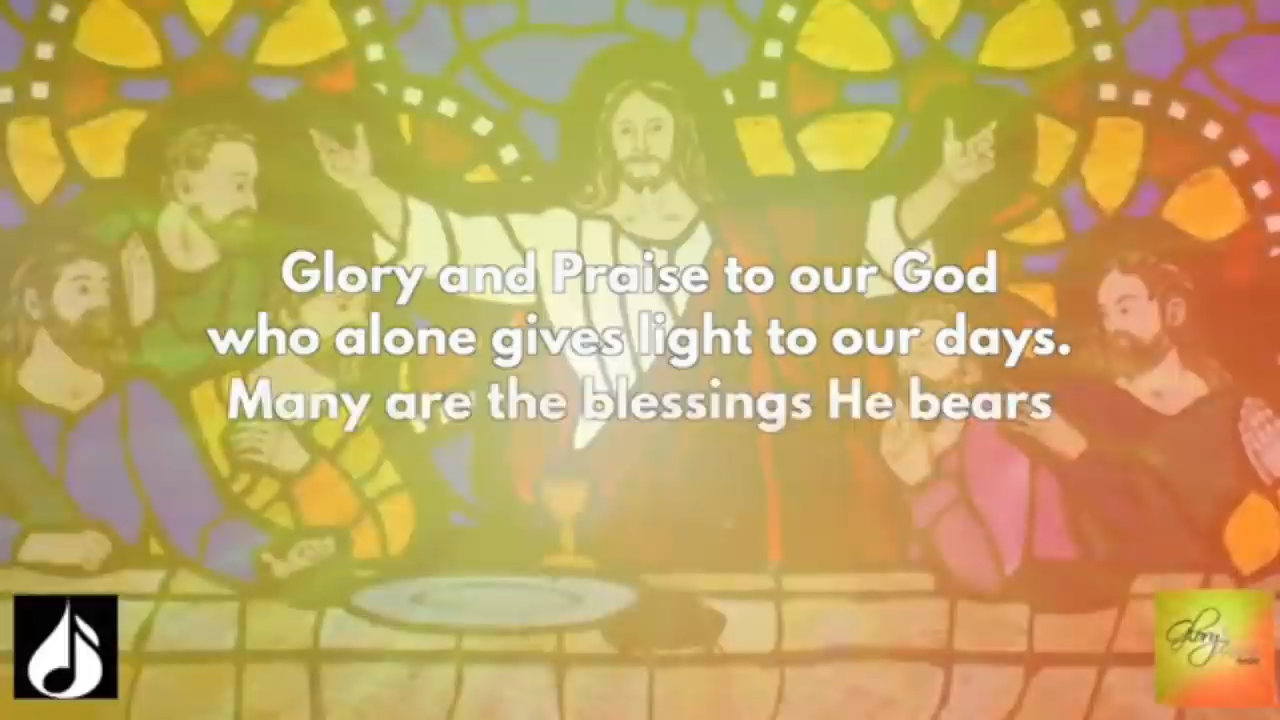 Glory and Praise to our God
who alone gives light to our days.
Many are the blessings He bears
Glory